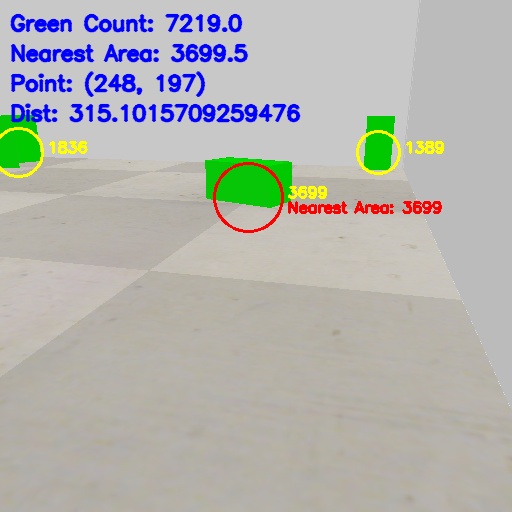 Green Count: 7219.0
Nearest Area: 3699.5
Point: (248, 197)
Dist: 315.1015709259476
1836
1389
3699
Nearest Area: 3699